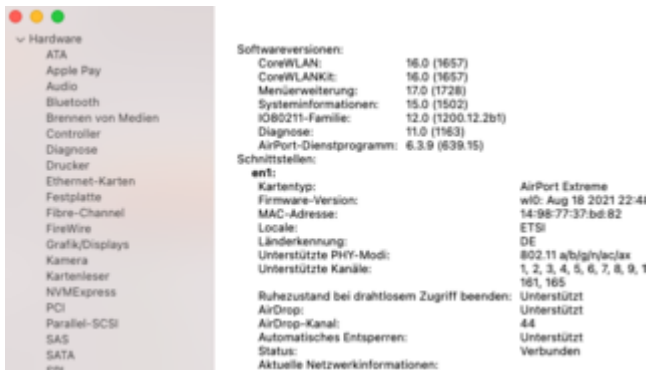 Hardware
ATA
Apple Pay
Audio
Bluetooth
Brennen von Medien
Controller
Diagnose
Drucker
Ethernet-Karten
Festplatte
Fibre-Channel
FireWire
Grafik/Displays
Kamera
Kartenleser
NVMExpress
PCI
Parallel-SCSI
SAS
SATA
Softwareversionen:
CoreWLAN: 16.0 (1657)
CoreWLANKit: 16.0 (1657)
Menüerweiterung: 17.0 (1728)
Systeminformationen: 15.0 (1502)
IO80211-Familie: 12.0 (1200.12.2b1)
Diagnose: 11.0 (1163)
AirPort-Dienstprogramm: 6.3.9 (639.15)
Schnittstellen:
en1:
Kartentyp: AirPort Extreme
Firmware-Version: wl0: Aug 18 2021 22:48
MAC-Adresse: 14:98:77:37:bd:82
Locale: ETSI
Länderkennung: DE
Unterstützte PHY-Modi: 802.11 a/b/g/n/ac/ax
Unterstützte Kanäle: 1, 2, 3, 4, 5, 6, 7, 8, 9, 1
161, 165
Ruhezustand bei drahtlosem Zugriff beenden: Unterstützt
AirDrop: Unterstützt
AirDrop-Kanal: 44
Automatisches Entsperren: Unterstützt
Status: Verbunden
Aktuelle Netzwerkinformationen: